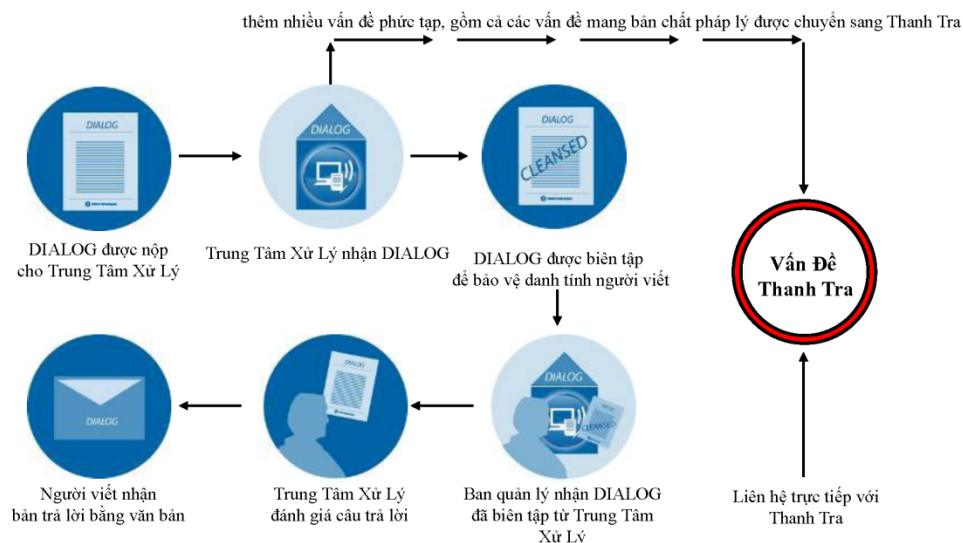 thêm nhiều vấn đề phức tạp, gồm cả các vấn đề mang bản chất pháp lý được chuyển sang Thanh Tra
DIALOG
DIALOG
DIALOG
CLEANSED
DIALOG được nộp
cho Trung Tâm Xử Lý
Trung Tâm Xử Lý nhận DIALOG
DIALOG được biên tập
để bảo vệ danh tính người viết
Vấn Đề
Thanh Tra
DIALOG
DIALOG
CLEANSED
Người viết nhận
bản trả lời bằng văn bản
Trung Tâm Xử Lý
đánh giá câu trả lời
Ban quản lý nhận DIALOG
đã biên tập từ Trung Tâm
Xử Lý
Liên hệ trực tiếp với
Thanh Tra